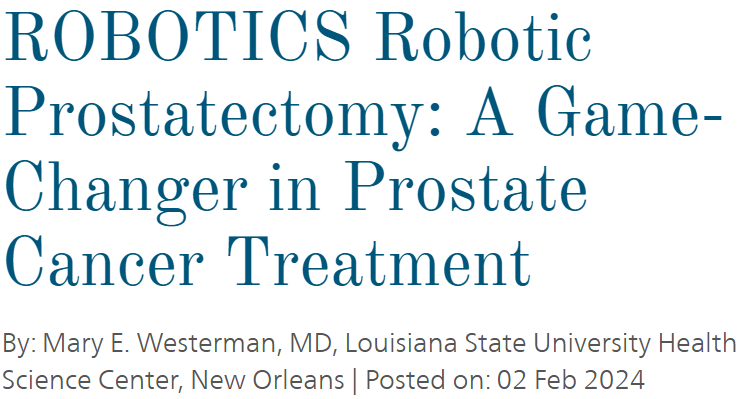 ROBOTICS Robotic
Prostatectomy: A Game-
Changer in Prostate
Cancer Treatment
By: Mary E. Westerman, MD, Louisiana State University Health
Science Center, New Orleans | Posted on: 02 Feb 2024